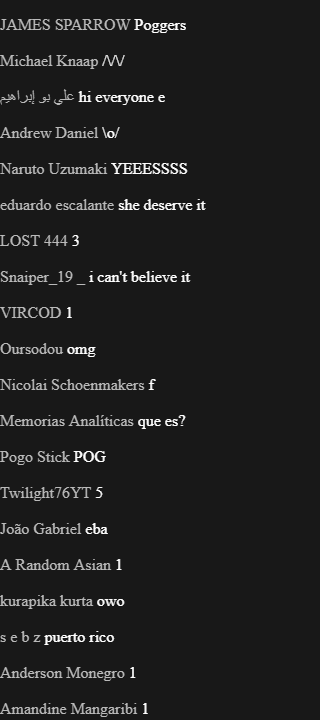 JAMES SPARROW Poggers
Michael Knaap /\/\/
علي بو إبراهيم hi everyone e
Andrew Daniel \o/
Naruto Uzumaki YEEESSSS
eduardo escalante she deserve it
LOST 444 3
Snaiper_19 _ i can't believe it
VIRCOD 1
Oursodou omg
Nicolai Schoenmakers f
Memorias Analíticas que es?
Pogo Stick POG
Twilight76YT 5
João Gabriel eba
A Random Asian 1
kurapika kurta owo
s e b z puerto rico
Anderson Monegro 1
Amandine Mangaribi 1